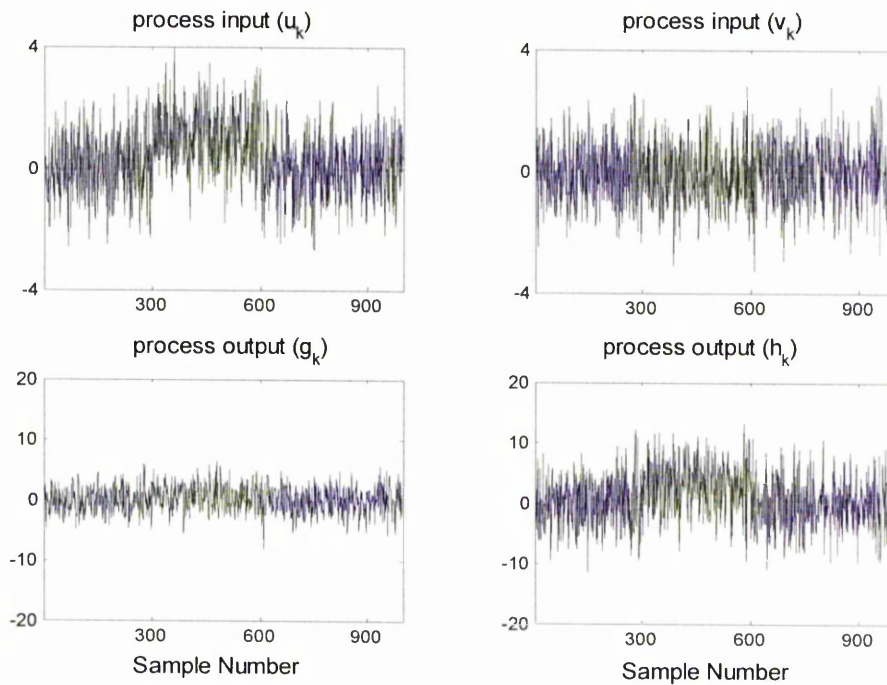 process input (u_k)
4
0
-4
300 600 900
process input (v_k)
4
0
-4
300 600 900
process output (g_k)
20
10
0
-10
-20
300 600 900
Sample Number
process output (h_k)
20
10
0
-10
-20
300 600 900
Sample Number